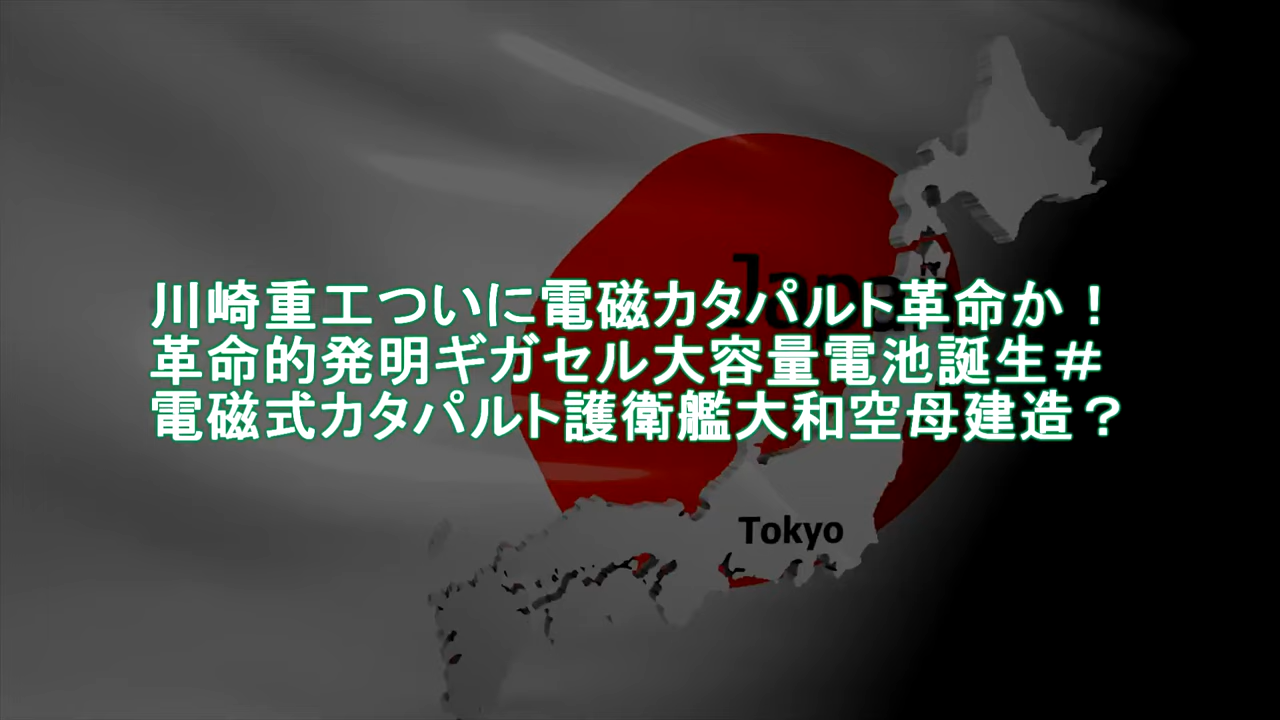 Japan
川崎重工ついに電磁カタパルト革命か！
革命的発明ギガセル大容量電池誕生＃
電磁式カタパルト護衛艦大和空母建造？
Tokyo